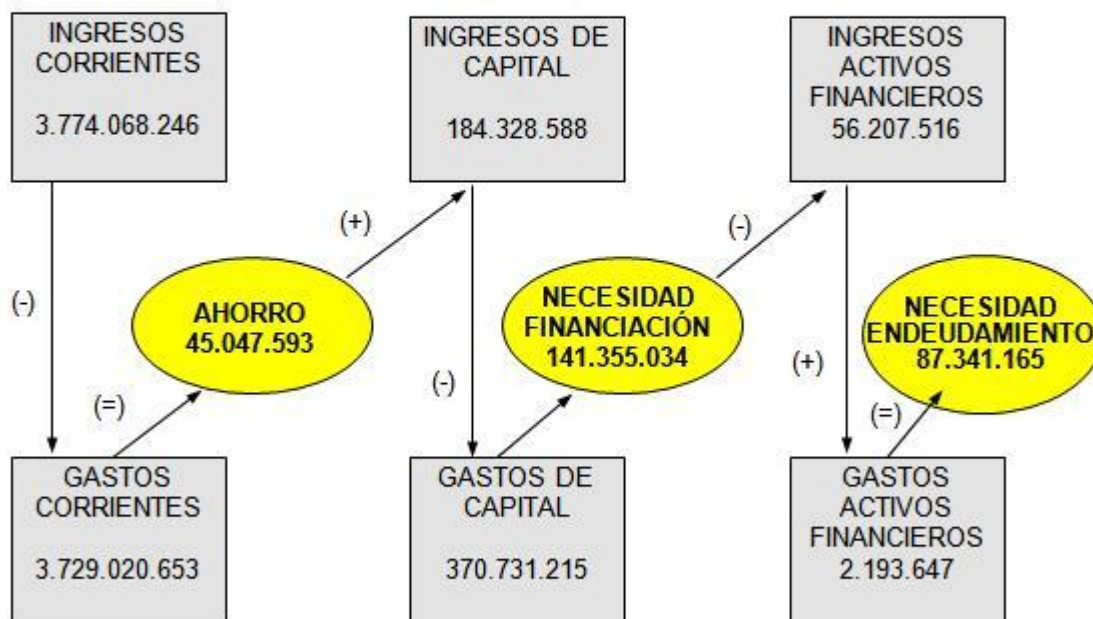 INGRESOS
CORRIENTES
3.774.068.246
INGRESOS DE
CAPITAL
184.328.588
INGRESOS
ACTIVOS
FINANCIEROS
56.207.516
(-)
(+)
(-)
AHORRO
45.047.593
(=)
NECESIDAD
FINANCIACIÓN
141.355.034
(-)
NECESIDAD
ENDEUDAMIENTO
87.341.165
(+)
(=)
GASTOS
CORRIENTES
3.729.020.653
GASTOS DE
CAPITAL
370.731.215
GASTOS
ACTIVOS
FINANCIEROS
2.193.647